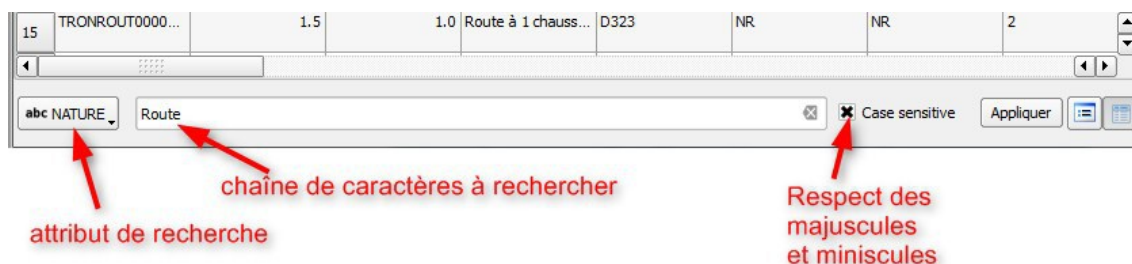 15 TRONROUT0000... 1.5 1.0 Route à 1 chauss... D323 NR NR 2
abc NATURE Route Case sensitive Appliquer
chaîne de caractères à rechercher
attribut de recherche
Respect des
majuscules
et miniscules